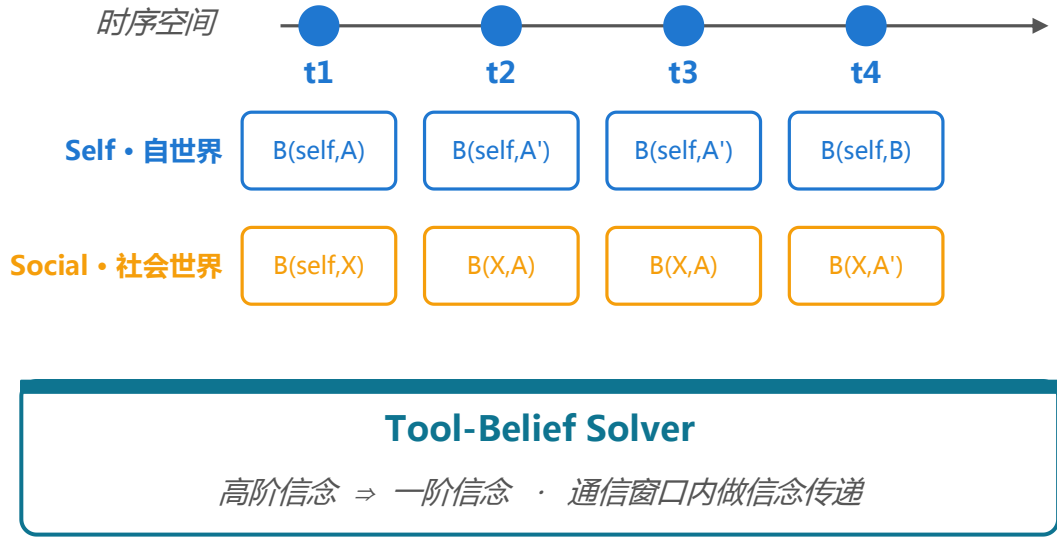 时序空间
t1 t2 t3 t4
Self • 自世界 B(self,A) B(self,A') B(self,A') B(self,B)
Social • 社会世界 B(self,X) B(X,A) B(X,A) B(X,A')
Tool-Belief Solver
高阶信念 ⇒ 一阶信念 · 通信窗口内做信念传递